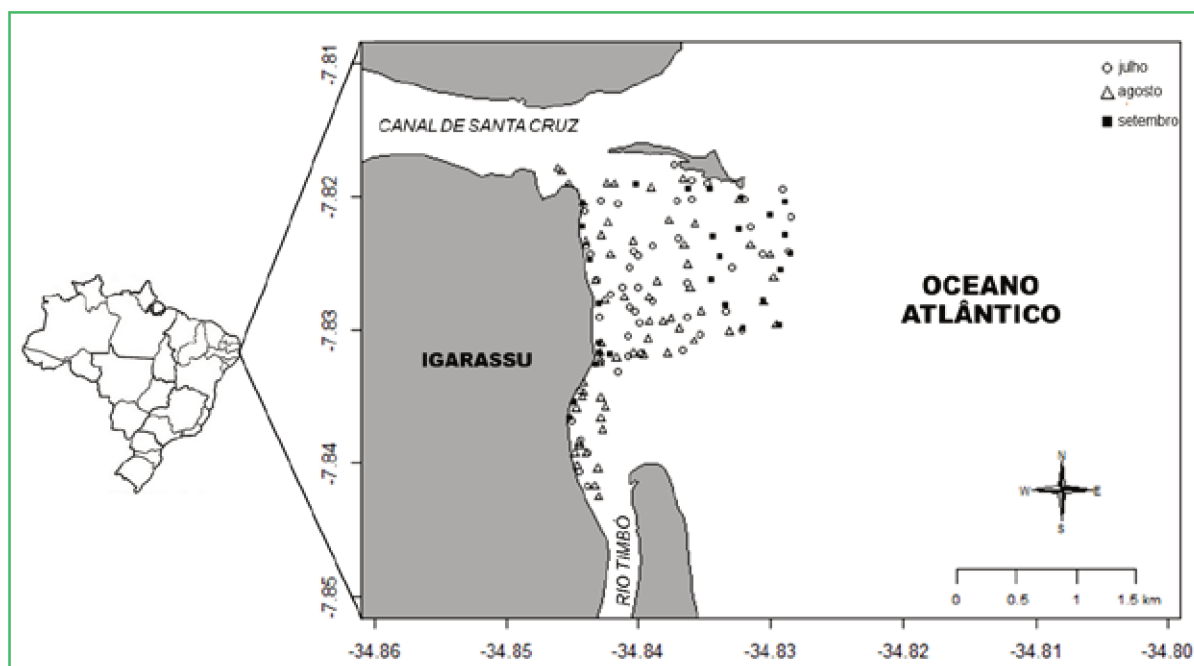 julho
agosto
setembro
CANAL DE SANTA CRUZ
OCEANO
ATLÂNTICO
IGARASSU
RIO TIMBÓ
N
W E
S
0 0.5 1 1.5 km
-7.81
-7.82
-7.83
-7.84
-7.85
-34.86 -34.85 -34.84 -34.83 -34.82 -34.81 -34.80